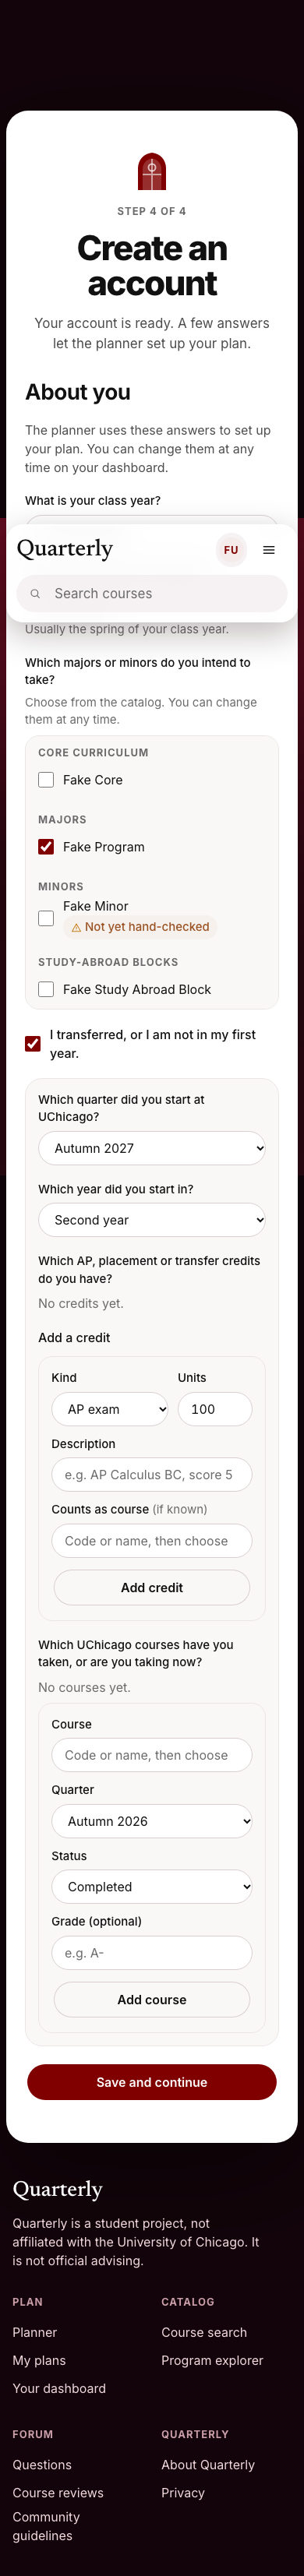 STEP 4 OF 4
Create an
account
Your account is ready. A few answers
let the planner set up your plan.
About you
The planner uses these answers to set up
your plan. You can change them at any
time on your dashboard.
What is your class year?
Quarterly
FU
Search courses
Usually the spring of your class year.
Which majors or minors do you intend to
take?
Choose from the catalog. You can change
them at any time.
CORE CURRICULUM
Fake Core
MAJORS
Fake Program
MINORS
Fake Minor
Not yet hand-checked
STUDY-ABROAD BLOCKS
Fake Study Abroad Block
I transferred, or I am not in my first
year.
Which quarter did you start at
UChicago?
Autumn 2027
Which year did you start in?
Second year
Which AP, placement or transfer credits
do you have?
No credits yet.
Add a credit
Kind Units
AP exam 100
Description
e.g. AP Calculus BC, score 5
Counts as course (if known)
Code or name, then choose
Add credit
Which UChicago courses have you
taken, or are you taking now?
No courses yet.
Course
Code or name, then choose
Quarter
Autumn 2026
Status
Completed
Grade (optional)
e.g. A-
Add course
Save and continue
Quarterly
Quarterly is a student project, not
affiliated with the University of Chicago. It
is not official advising.
PLAN CATALOG
Planner Course search
My plans Program explorer
Your dashboard
FORUM QUARTERLY
Questions About Quarterly
Course reviews Privacy
Community
guidelines